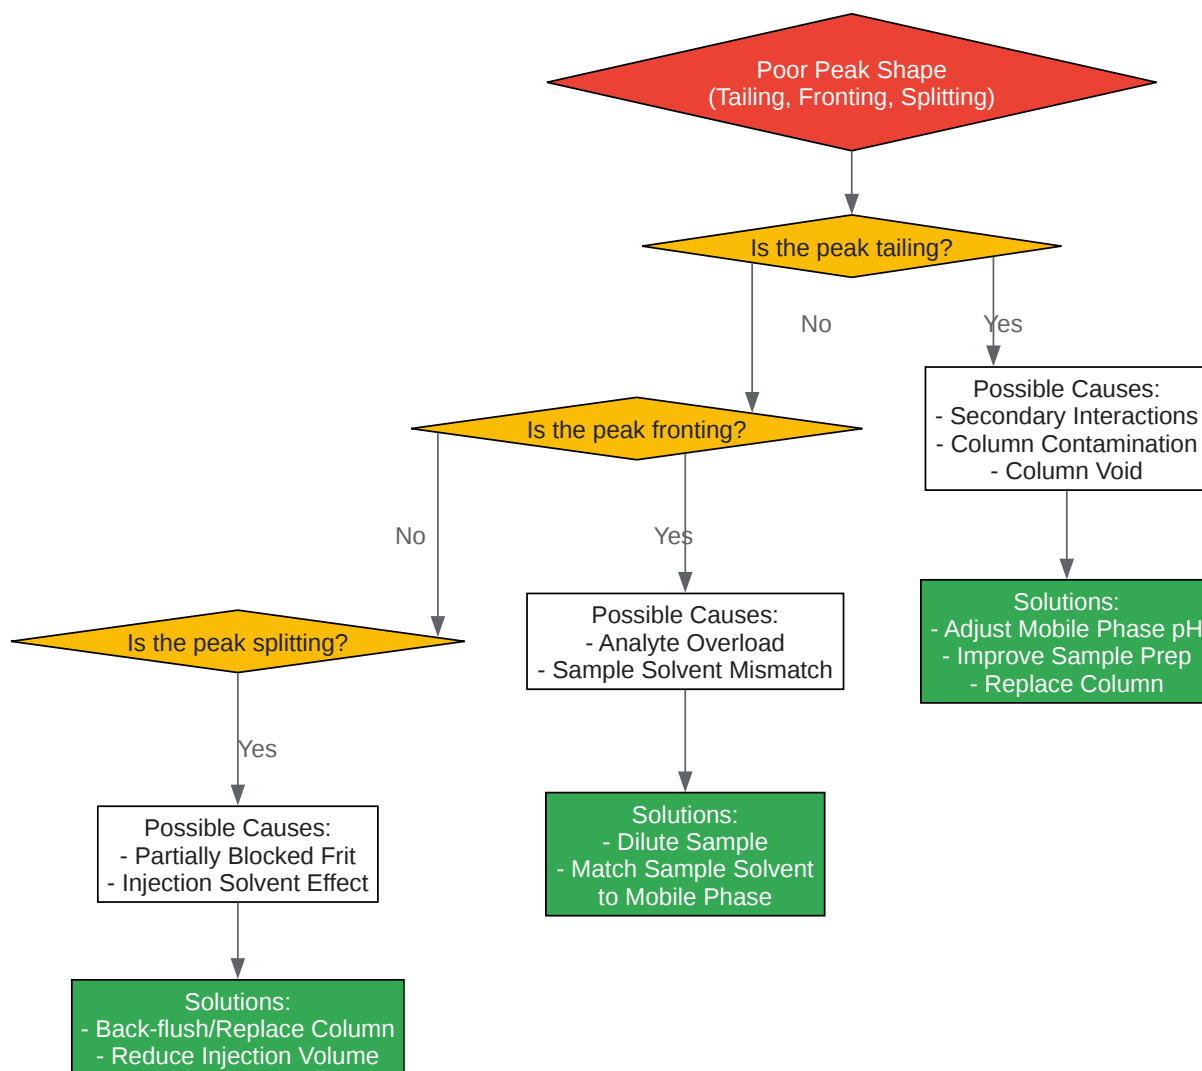 Poor Peak Shape
(Tailing, Fronting, Splitting)
Is the peak tailing?
No
Yes
Possible Causes:
- Secondary Interactions
- Column Contamination
- Column Void
Is the peak fronting?
No
Yes
Solutions:
- Adjust Mobile Phase pH
- Improve Sample Prep
- Replace Column
Possible Causes:
- Analyte Overload
- Sample Solvent Mismatch
Is the peak splitting?
Yes
Solutions:
- Dilute Sample
- Match Sample Solvent
to Mobile Phase
Possible Causes:
- Partially Blocked Frit
- Injection Solvent Effect
Solutions:
- Back-flush/Replace Column
- Reduce Injection Volume